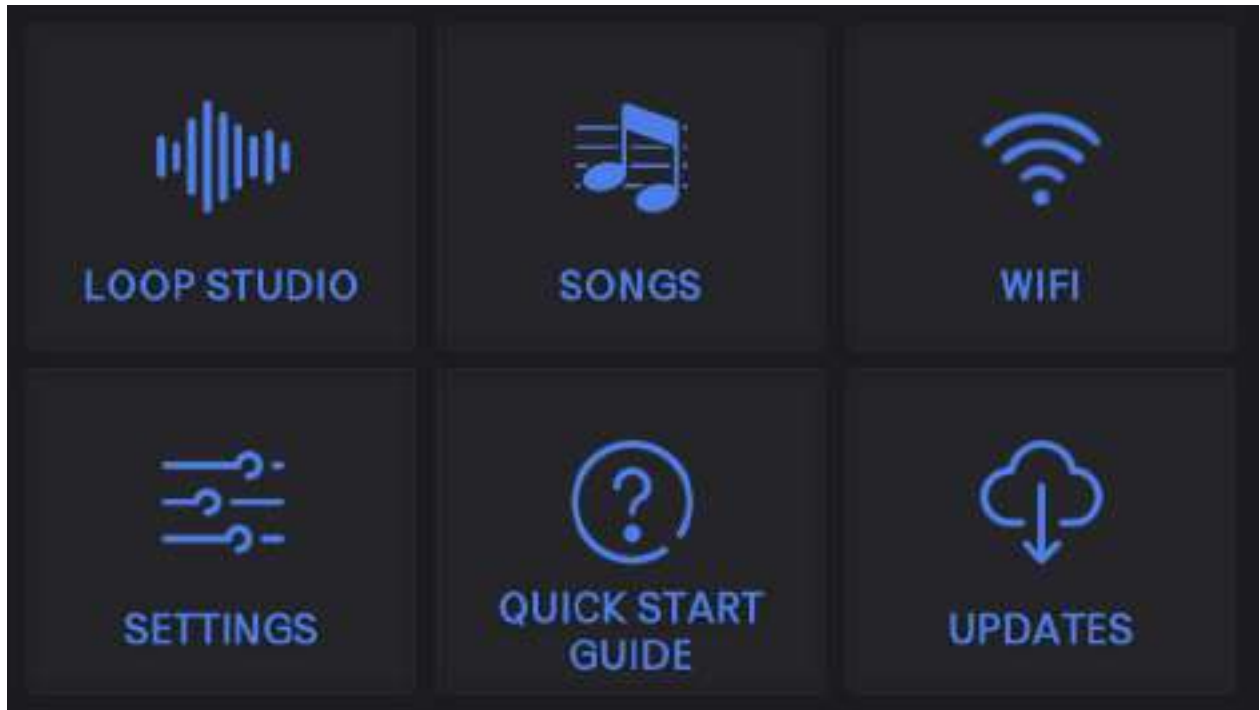 LOOP STUDIO
SONGS
WIFI
SETTINGS
QUICK START
GUIDE
UPDATES